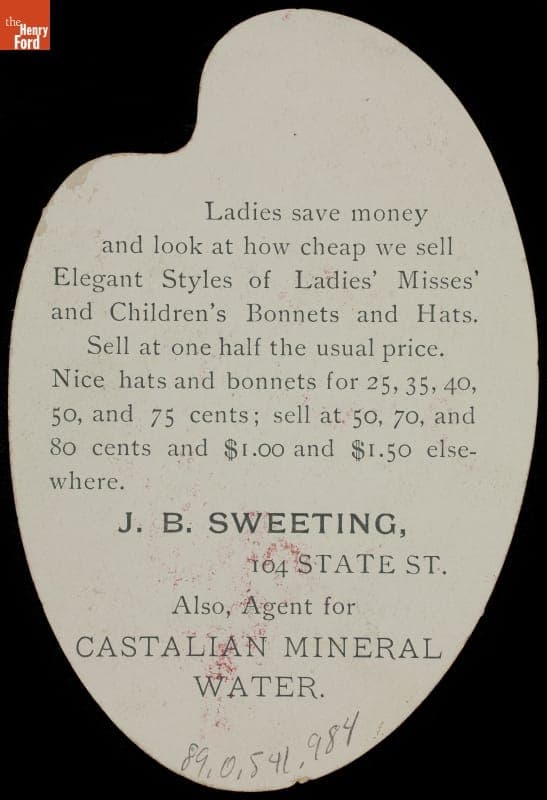 the
Henry
Ford
Ladies save money
and look at how cheap we sell
Elegant Styles of Ladies' Misses'
and Children's Bonnets and Hats.
Sell at one half the usual price.
Nice hats and bonnets for 25, 35, 40,
50, and 75 cents; sell at 50, 70, and
80 cents and $1.00 and $1.50 else-
where.
J. B. SWEETING,
104 STATE ST.
Also, Agent for
CASTALIAN MINERAL
WATER.
89.0.541.984